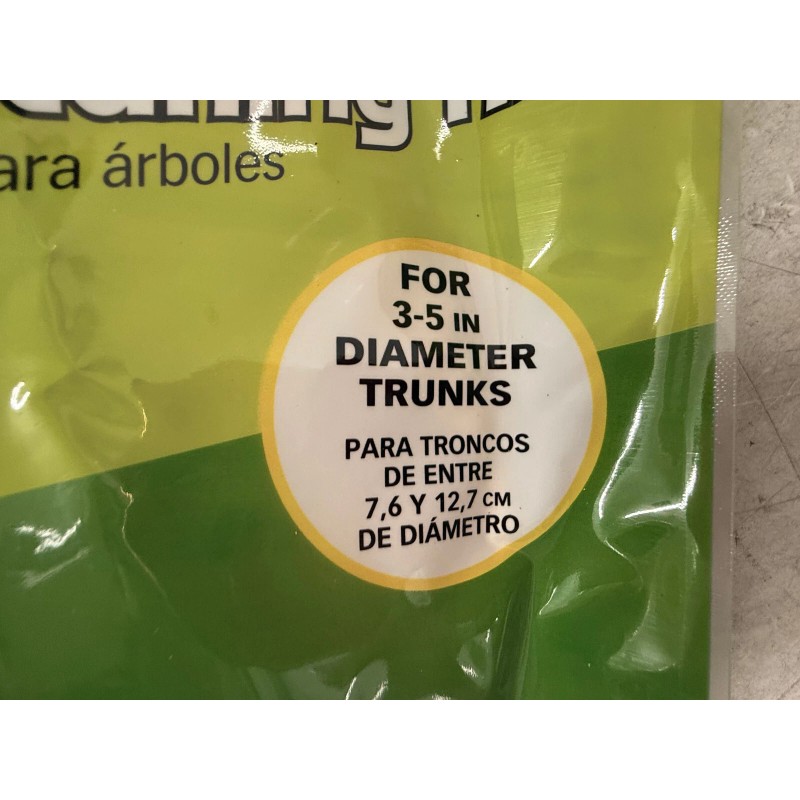 ara árboles
FOR
3-5 IN
DIAMETER
TRUNKS
PARA TRONCOS
DE ENTRE
7,6 Y 12,7 CM
DE DIÁMETRO